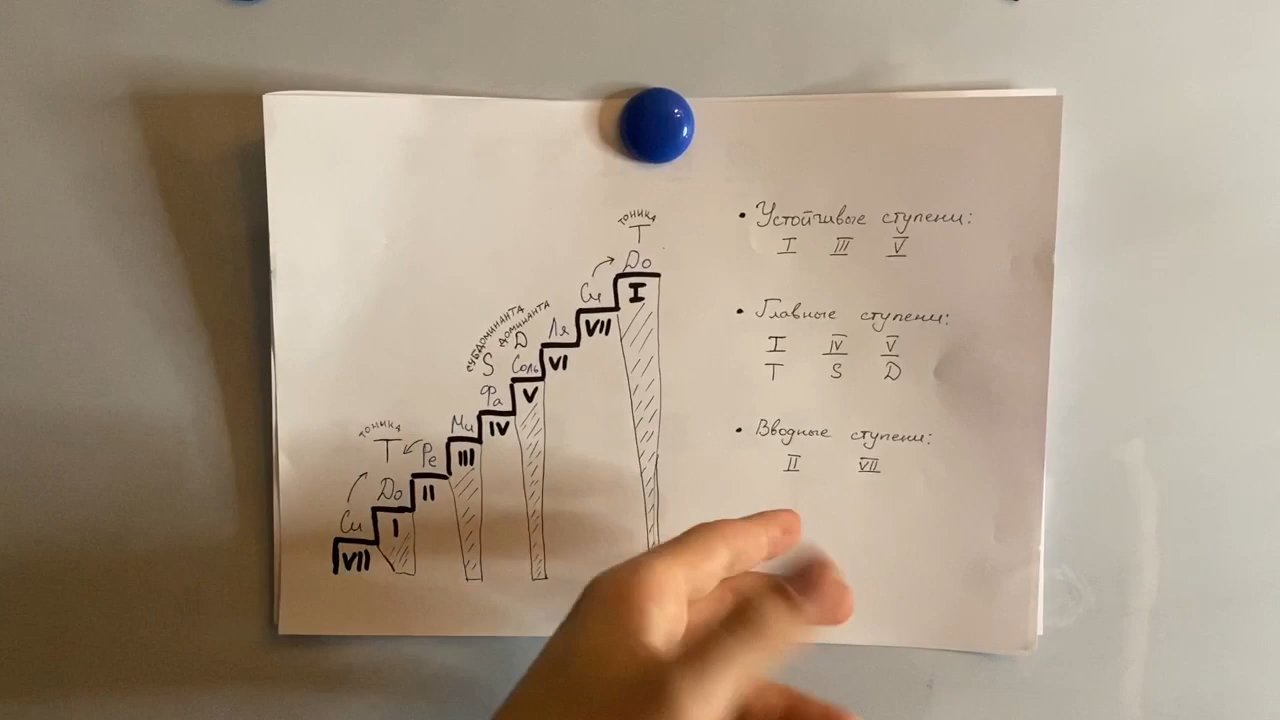 тоника
Т
До
I
Си
VII
Ля
VI
субдоминанта
доминанта
D
S
Соль
V
Фа
IV
Ми
III
тоника
Т
Ре
II
До
I
Си
VII
• Устойчивые ступени:
I III V
• Главные ступени:
I IV V
T S D
• Вводные ступени:
II VII